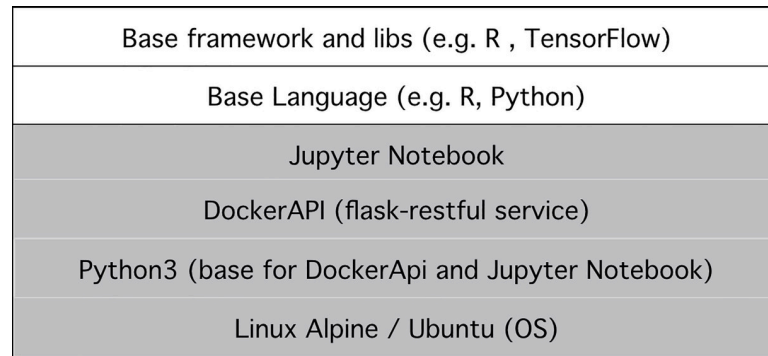 Base framework and libs (e.g. R , TensorFlow)
Base Language (e.g. R, Python)
Jupyter Notebook
DockerAPI (flask-restful service)
Python3 (base for DockerApi and Jupyter Notebook)
Linux Alpine / Ubuntu (OS)